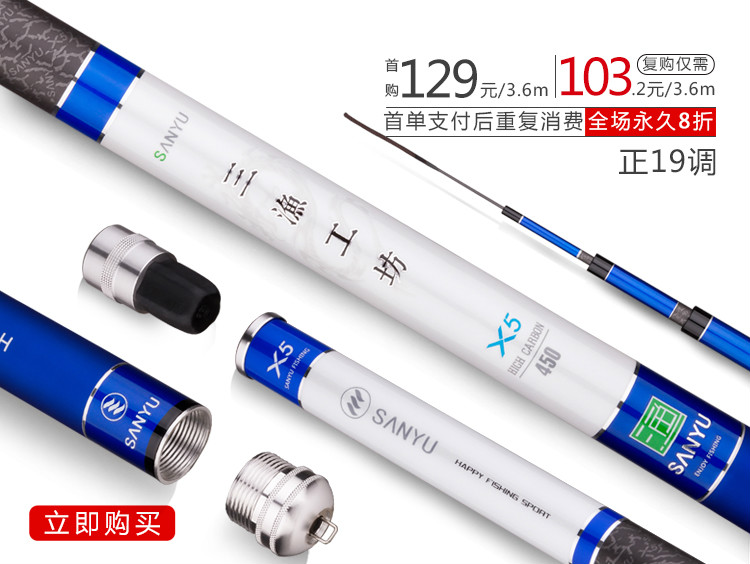 首购129元/3.6m 103.2元/3.6m 复购仅需
首单支付后重复消费 全场永久8折
正19调
SANYU
SANYU
三漁工坊
X5
HIGH CARBON
450
SANYU
ENJOY FISHING
X5
SANYU FISHING
SANYU
HAPPY FISHING SPORT
SANYU
立即购买